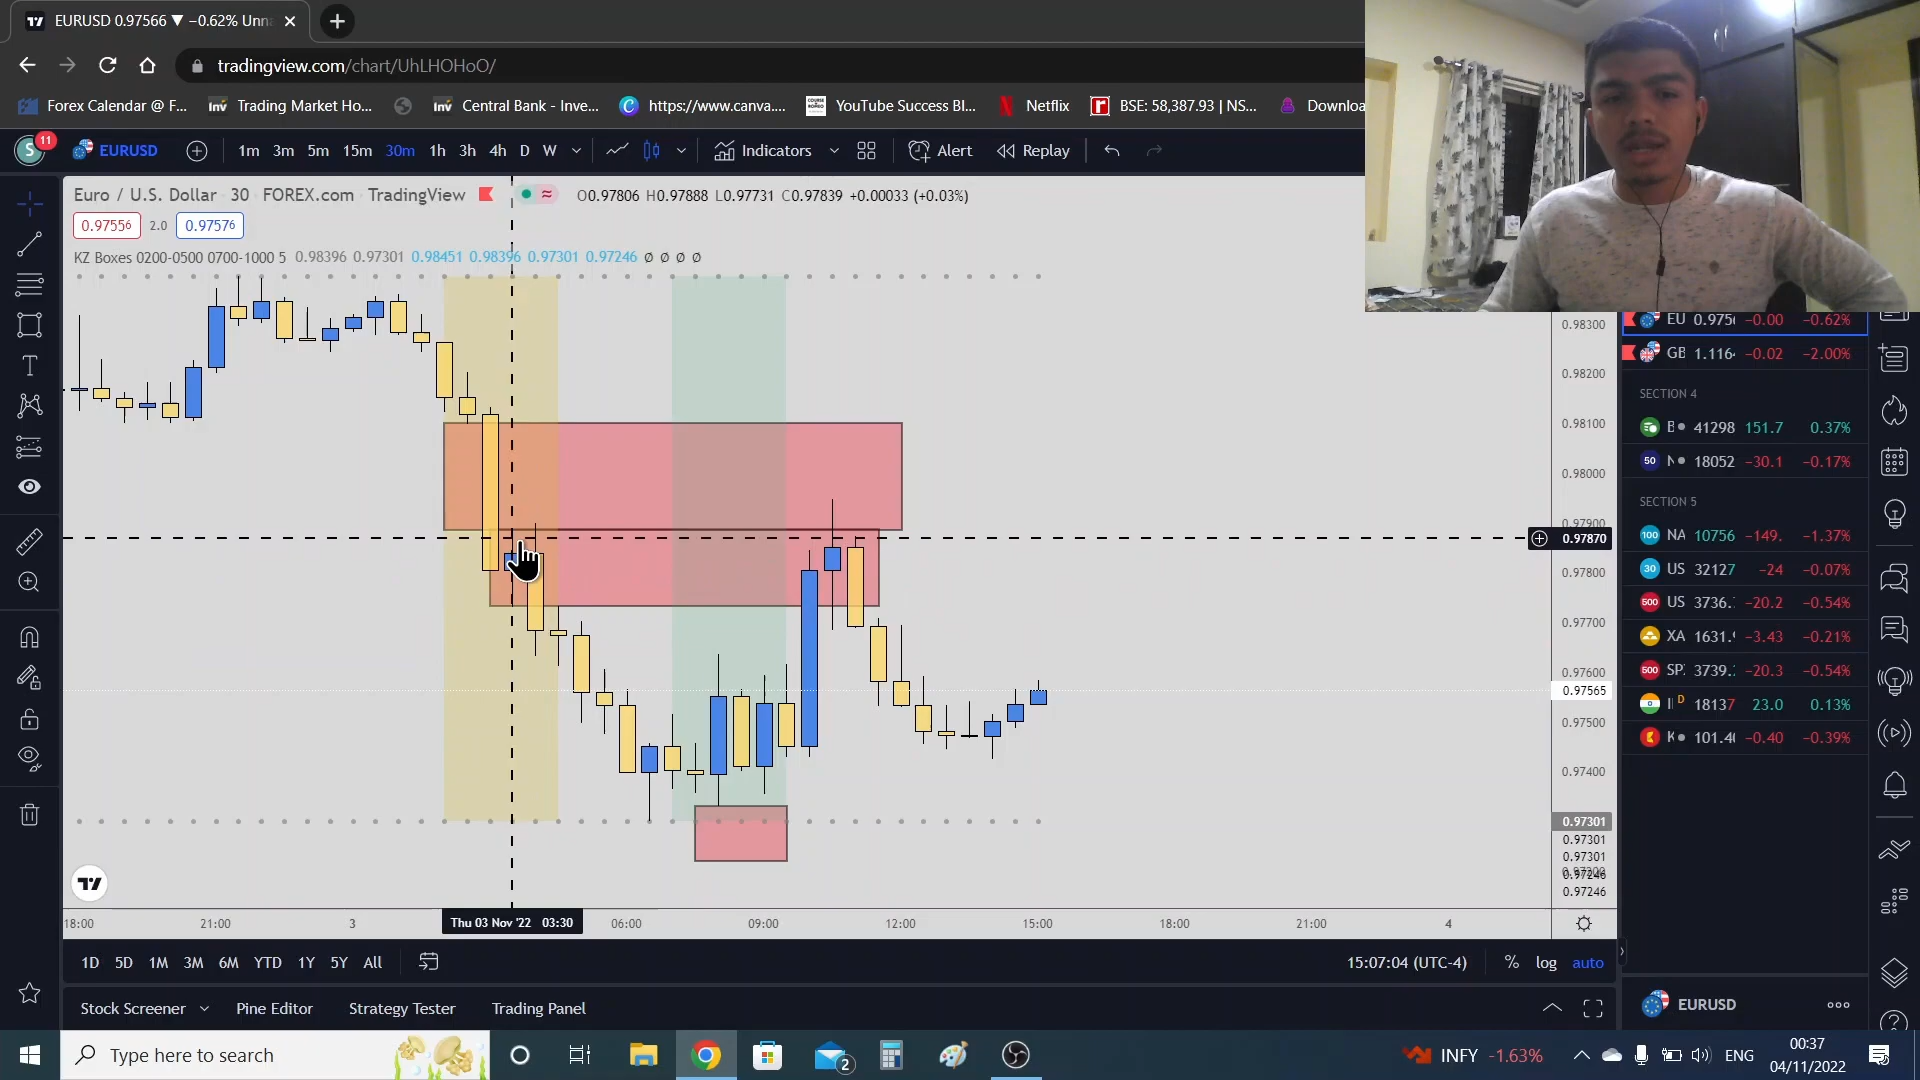 EURUSD 0.97566 ▼ −0.62% Unn
tradingview.com/chart/UhLHOHoO/
Forex Calendar @ F... Trading Market Ho... Central Bank - Inve... https://www.canva.... YouTube Success Bl... Netflix BSE: 58,387.93 | NS... Downloa
S 11 EURUSD 1m 3m 5m 15m 30m 1h 3h 4h D W Indicators Alert Replay
Euro / U.S. Dollar 30 FOREX.com TradingView O0.97806 H0.97888 L0.97731 C0.97839 +0.00033 (+0.03%)
0.97556 2.0 0.97576
KZ Boxes 0200-0500 0700-1000 5 0.98396 0.97301 0.98451 0.98396 0.97301 0.97246 ø ø ø ø
0.98300
0.98200
0.98100
0.98000
0.97900
0.97870
0.97800
0.97700
0.97600
0.97565
0.97500
0.97400
0.97301
0.97301
0.97301
0.97246
0.97246
EU 0.975 −0.00 −0.62%
GB 1.116 −0.02 −2.00%
SECTION 4
41298 151.7 0.37%
50 18052 −30.1 −0.17%
SECTION 5
100 NA 10756 −149. −1.37%
30 US 32127 −24 −0.07%
500 US 3736. −20.2 −0.54%
XA 1631. −3.43 −0.21%
500 SP 3739. −20.3 −0.54%
D 18137 23.0 0.13%
101.4 −0.40 −0.39%
18:00 21:00 3 Thu 03 Nov '22 03:30 06:00 09:00 12:00 15:00 18:00 21:00 4
1D 5D 1M 3M 6M YTD 1Y 5Y All 15:07:04 (UTC-4) % log auto
Stock Screener Pine Editor Strategy Tester Trading Panel
EURUSD
Type here to search 2 INFY -1.63% ENG 00:37
04/11/2022